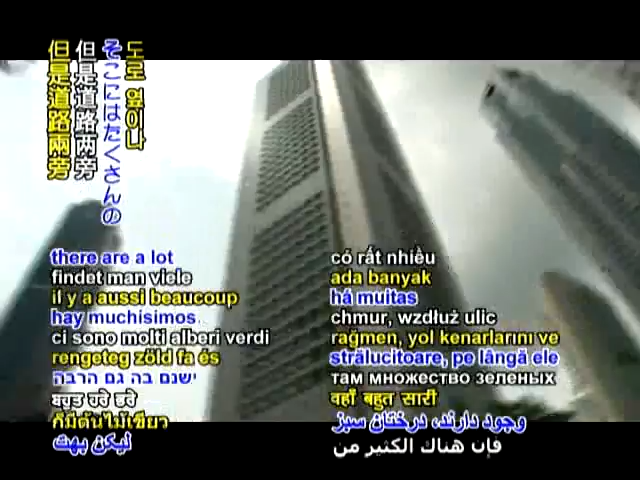 但是道路兩旁
但是道路两旁
そこにはたくさんの
도로 옆이나
there are a lot
findet man viele
il y a aussi beaucoup
hay muchísimos
ci sono molti alberi verdi
rengeteg zöld fa és
ישנם בה גם הרבה
ਬਹੁਤ ਹਰੇ ਭਰੇ
ก็มีต้นไม้เขียว
لیکن بهت
có rất nhiều
ada banyak
há muitas
chmur, wzdłuż ulic
rağmen, yol kenarlarını ve
strălucitoare, pe lângă ele
там множество зеленых
वहाँ बहुत सारी
وجود دارند، درختان سبز
فإن هناك الكثير من